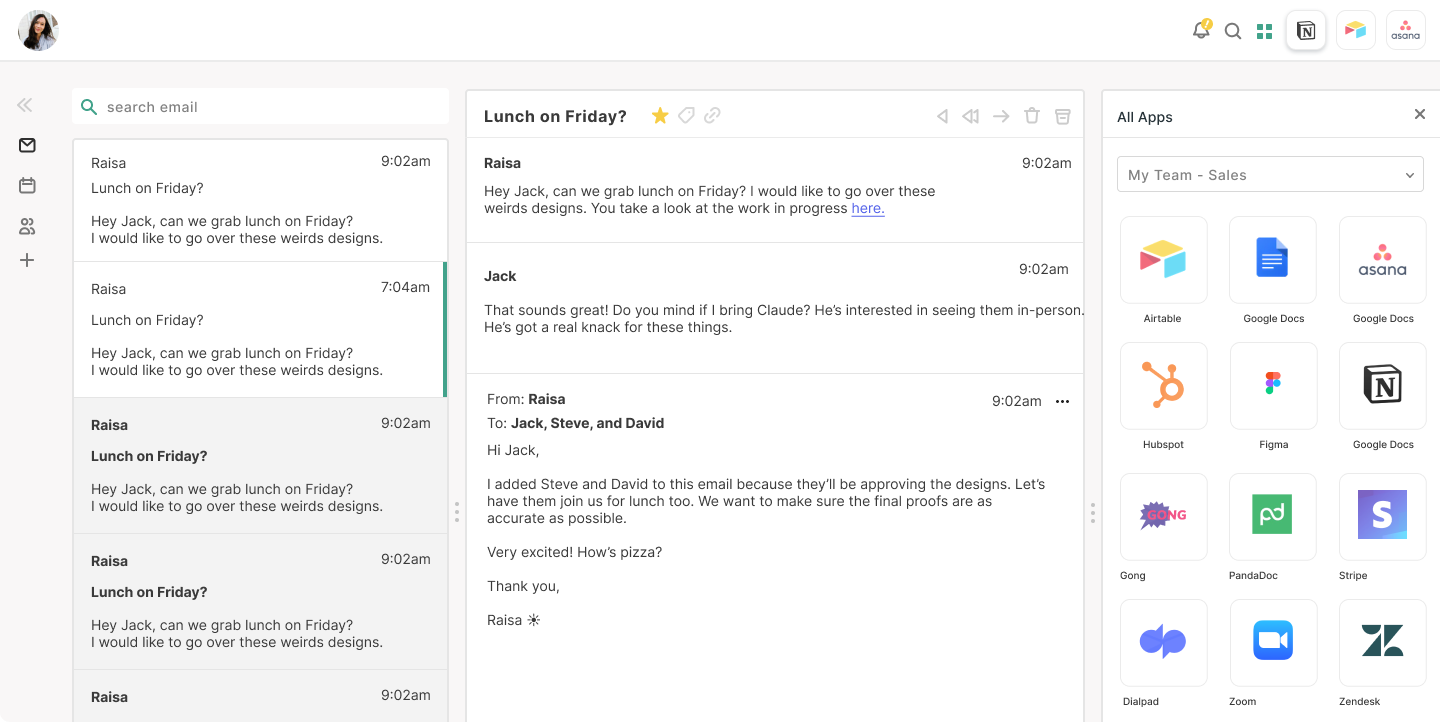 asana
search email
Raisa
9:02am
Lunch on Friday?
Hey Jack, can we grab lunch on Friday?
I would like to go over these weirds designs.
Raisa
7:04am
Lunch on Friday?
Hey Jack, can we grab lunch on Friday?
I would like to go over these weirds designs.
Raisa
9:02am
Lunch on Friday?
Hey Jack, can we grab lunch on Friday?
I would like to go over these weirds designs.
Raisa
9:02am
Lunch on Friday?
Hey Jack, can we grab lunch on Friday?
I would like to go over these weirds designs.
Raisa
9:02am
Lunch on Friday?
Raisa
9:02am
Hey Jack, can we grab lunch on Friday? I would like to go over these
weirds designs. You take a look at the work in progress here.
Jack
9:02am
That sounds great! Do you mind if I bring Claude? He’s interested in seeing them in-person.
He’s got a real knack for these things.
From: Raisa
9:02am
To: Jack, Steve, and David
Hi Jack,
I added Steve and David to this email because they’ll be approving the designs. Let’s
have them join us for lunch too. We want to make sure the final proofs are as
accurate as possible.
Very excited! How’s pizza?
Thank you,
Raisa ☀
All Apps
My Team - Sales
asana
Airtable
Google Docs
Google Docs
N
Hubspot
Figma
Google Docs
GONG
pd
S
Gong
PandaDoc
Stripe
Dialpad
Zoom
Zendesk